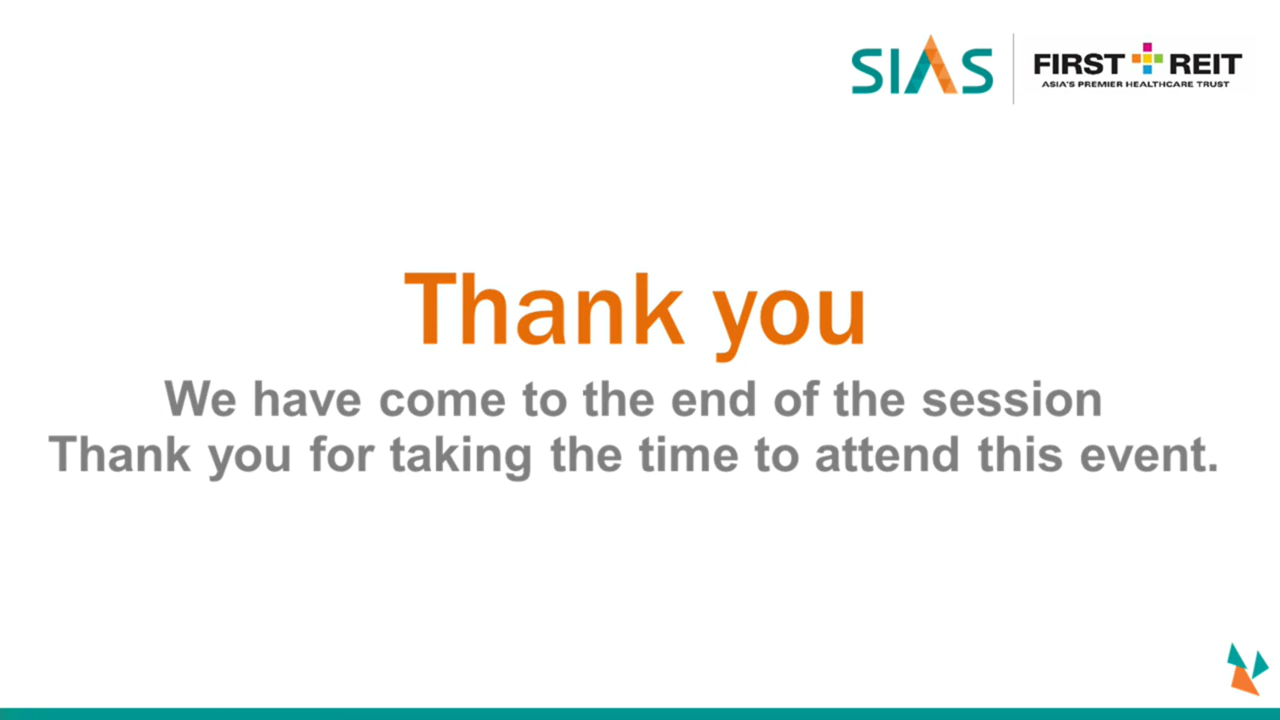 SIAS
FIRST REIT
ASIA'S PREMIER HEALTHCARE TRUST
Thank you
We have come to the end of the session
Thank you for taking the time to attend this event.